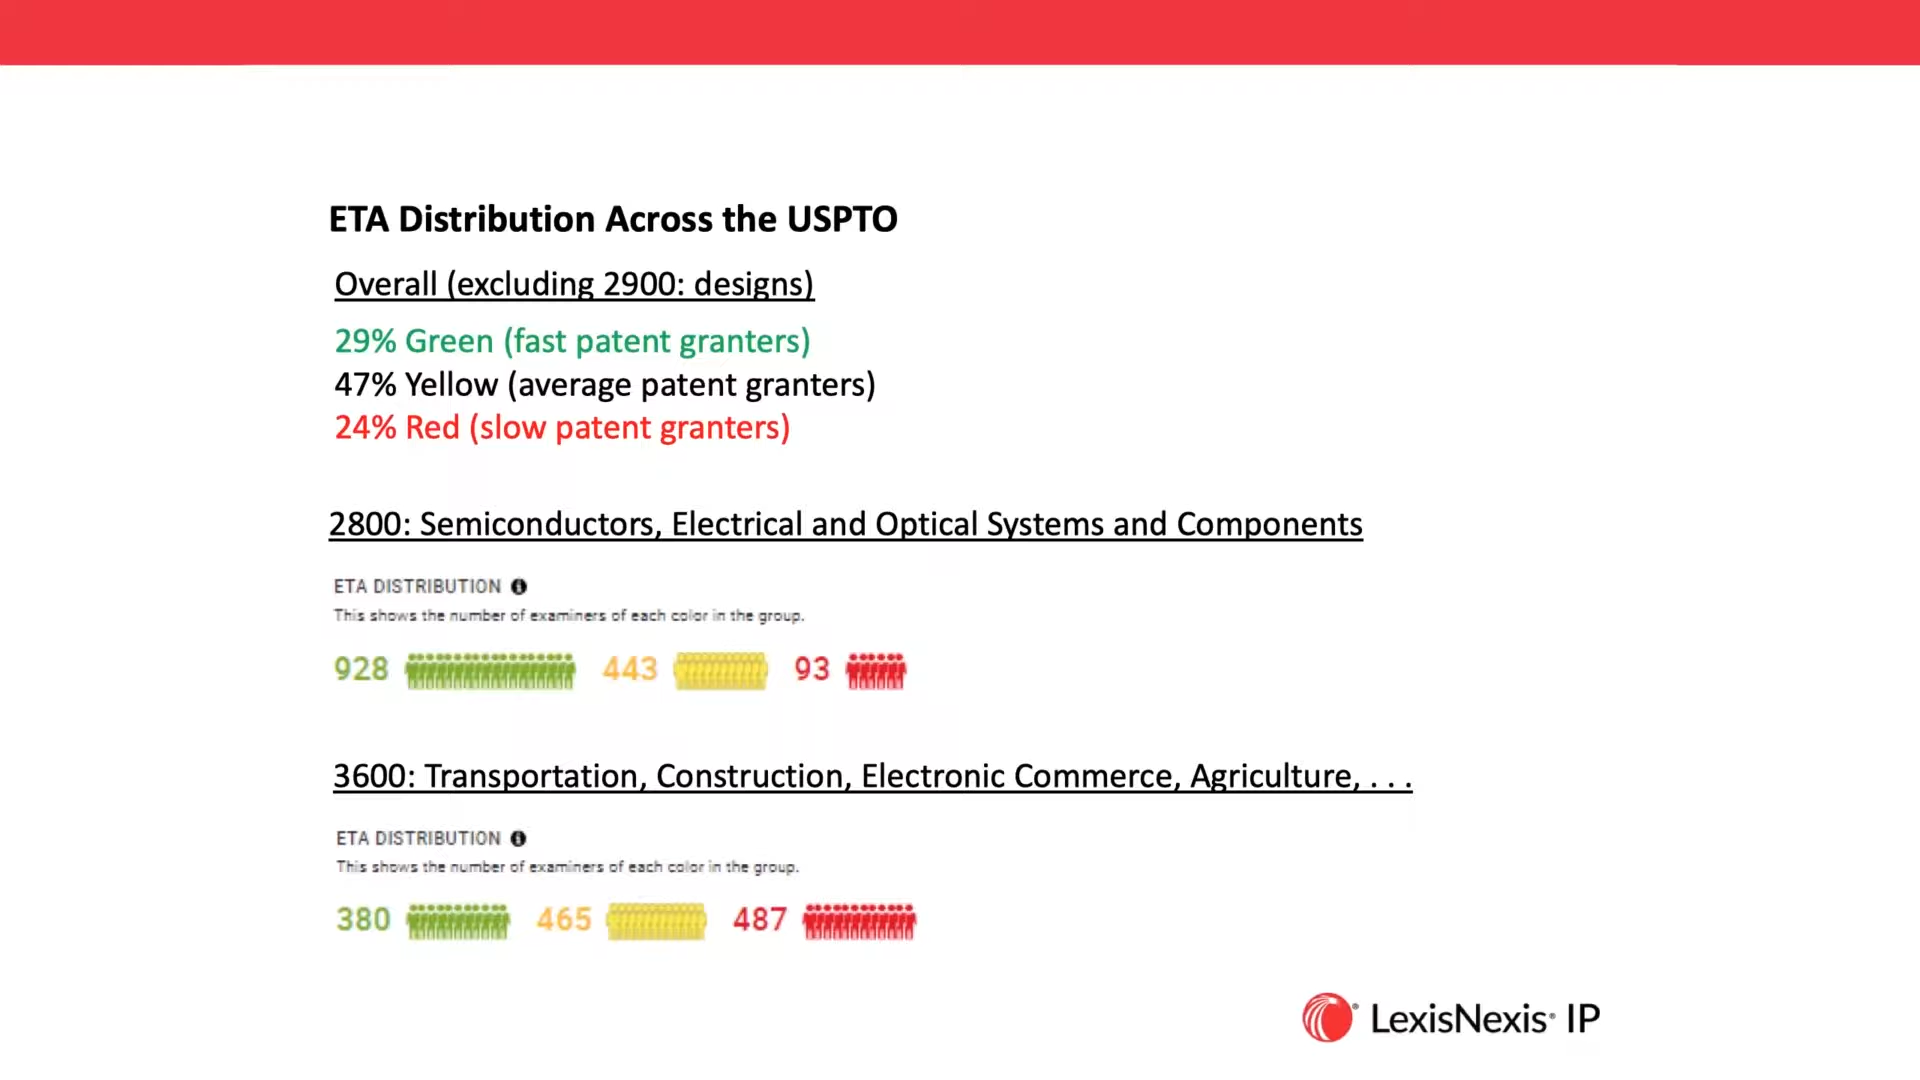 ETA Distribution Across the USPTO
Overall (excluding 2900: designs)
29% Green (fast patent granters)
47% Yellow (average patent granters)
24% Red (slow patent granters)
2800: Semiconductors, Electrical and Optical Systems and Components
ETA DISTRIBUTION
This shows the number of examiners of each color in the group.
928 443 93
3600: Transportation, Construction, Electronic Commerce, Agriculture, . . .
ETA DISTRIBUTION
This shows the number of examiners of each color in the group.
380 465 487
LexisNexis® IP